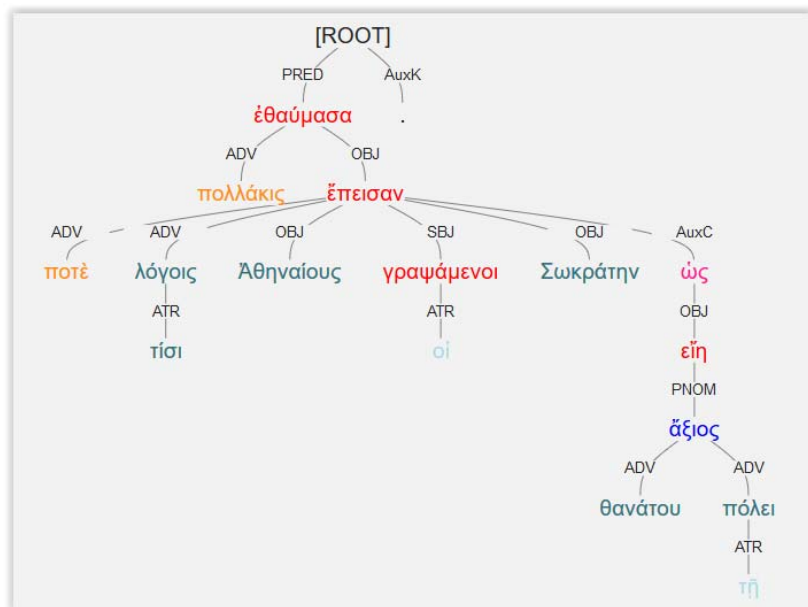 [ROOT]
PRED AuxK
ἐθαύμασα .
ADV OBJ
πολλάκις ἔπεισαν
ADV ADV OBJ SBJ OBJ AuxC
ποτὲ λόγοις Ἀθηναίους γραψάμενοι Σωκράτην ὡς
ATR ATR OBJ
τίσι οἱ εἴη
PNOM
ἄξιος
ADV ADV
θανάτου πόλει
ATR
τῇ